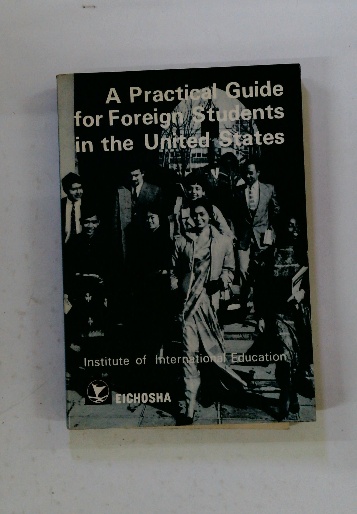 A Practical Guide
for Foreign Students
in the United States
Institute of International Education
EICHOSHA